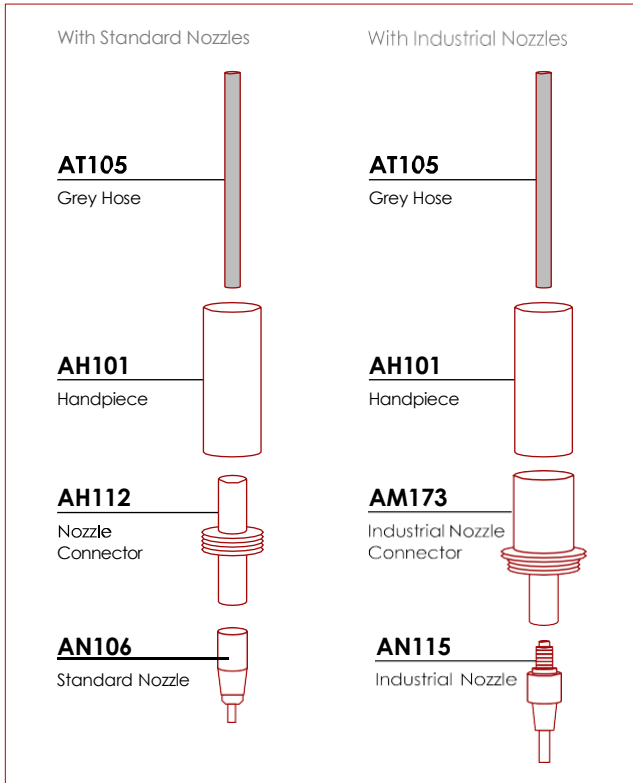 With Standard Nozzles
AT105
Grey Hose
AH101
Handpiece
AH112
Nozzle
Connector
AN106
Standard Nozzle
With Industrial Nozzles
AT105
Grey Hose
AH101
Handpiece
AM173
Industrial Nozzle
Connector
AN115
Industrial Nozzle